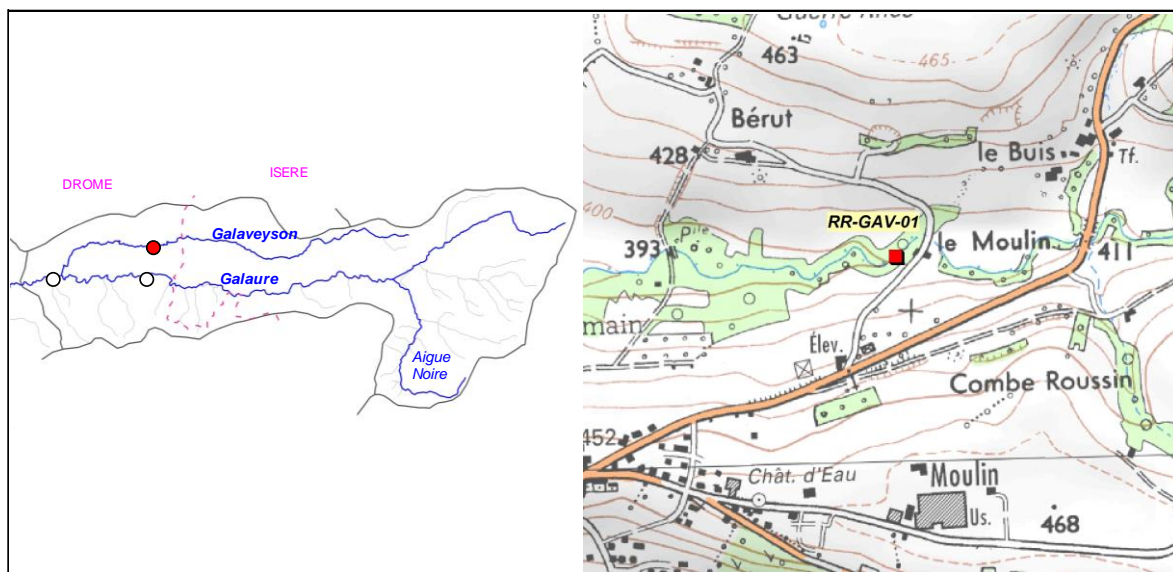 DROME
ISERE
Galaveyson
Galaure
Aigue
Noire
463
465
Bérut
428
le Buis
Tf.
400
RR-GAV-01
393
Pile
le Moulin
411
main
Élev.
Combe Roussin
452
Chât. d'Eau
Moulin
Us.
468